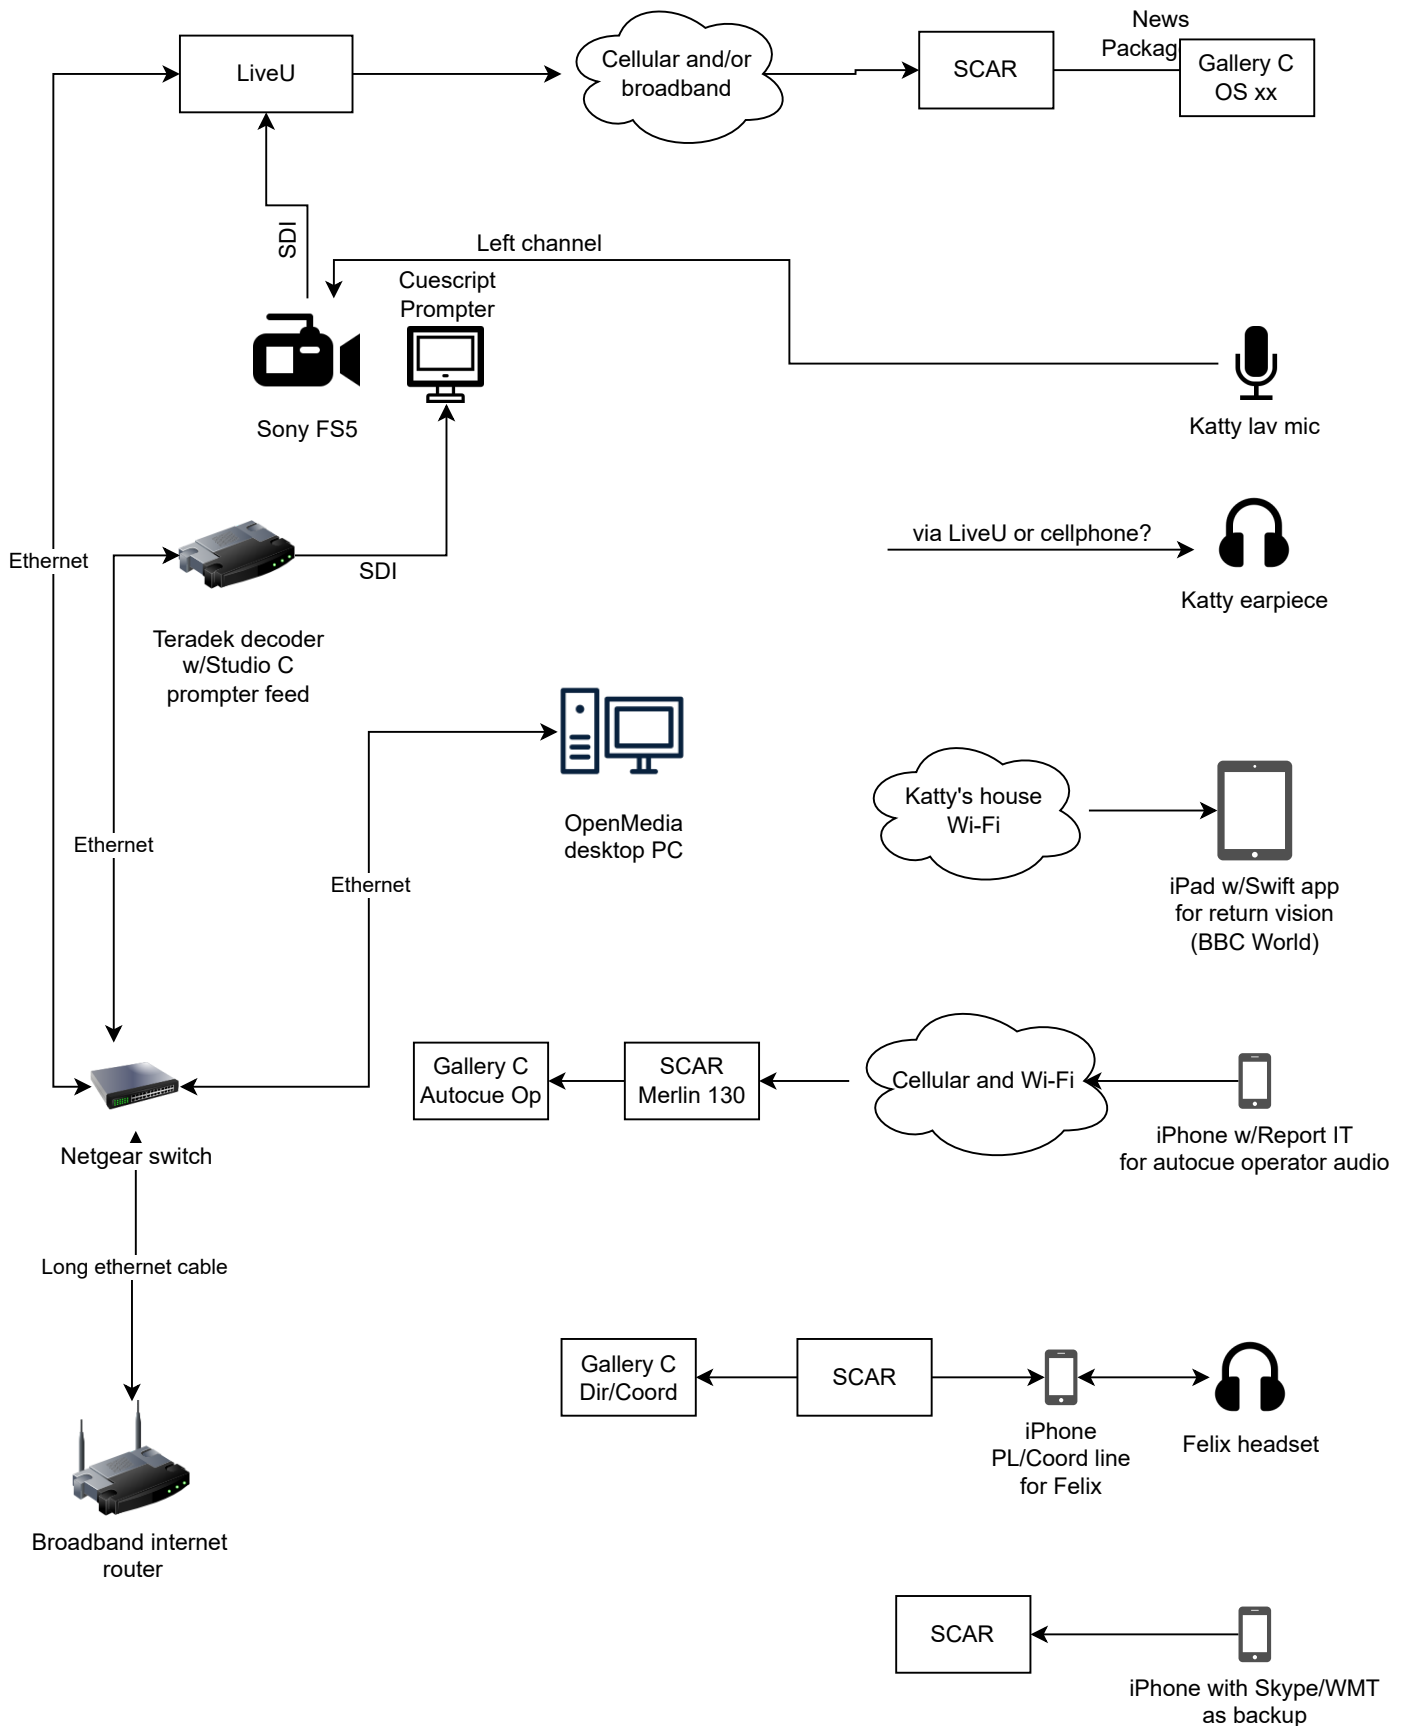 News
LiveU
Cellular and/or
broadband
SCAR
Packag
Gallery C
OS xx
SDI
Left channel
Cuescript
Prompter
Sony FS5
Katty lav mic
via LiveU or cellphone?
Ethernet
SDI
Katty earpiece
Teradek decoder
w/Studio C
prompter feed
Katty's house
Wi-Fi
OpenMedia
desktop PC
Ethernet
Ethernet
iPad w/Swift app
for return vision
(BBC World)
Gallery C
Autocue Op
SCAR
Merlin 130
Cellular and Wi-Fi
iPhone w/Report IT
for autocue operator audio
Netgear switch
Long ethernet cable
Gallery C
Dir/Coord
SCAR
iPhone
PL/Coord line
for Felix
Felix headset
Broadband internet
router
SCAR
iPhone with Skype/WMT
as backup